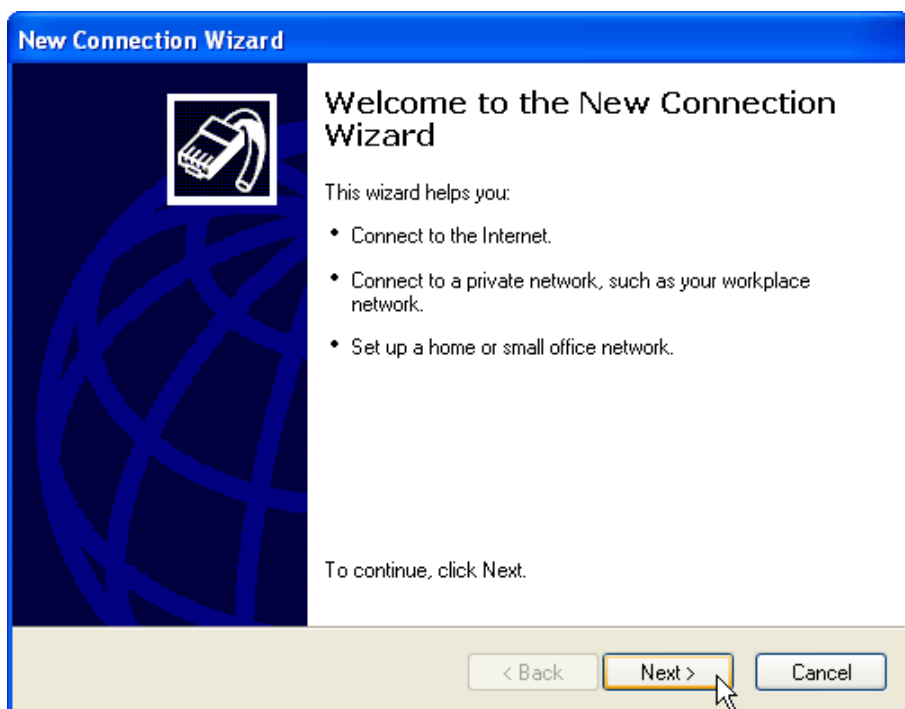 New Connection Wizard
Welcome to the New Connection
Wizard
This wizard helps you:
• Connect to the Internet.
• Connect to a private network, such as your workplace
network.
• Set up a home or small office network.
To continue, click Next.
< Back Next > Cancel